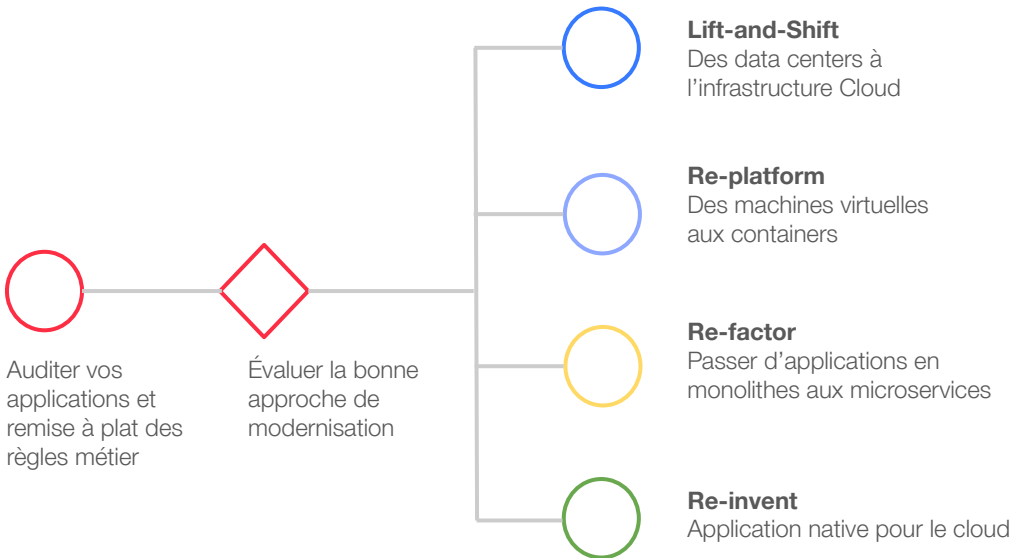 Lift-and-Shift
Des data centers à
l’infrastructure Cloud
Re-platform
Des machines virtuelles
aux containers
Auditer vos
applications et
remise à plat des
règles métier
Évaluer la bonne
approche de
modernisation
Re-factor
Passer d’applications en
monolithes aux microservices
Re-invent
Application native pour le cloud